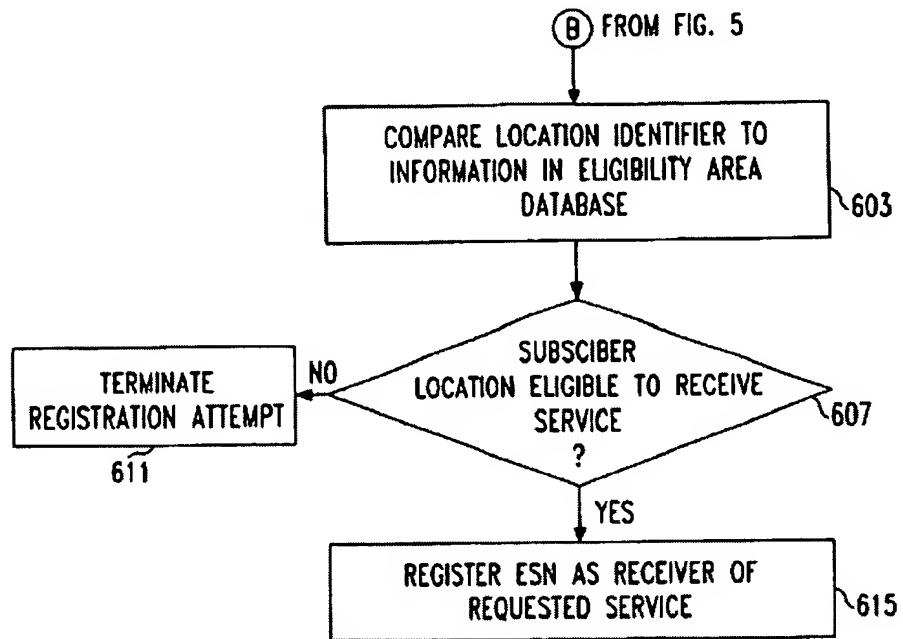 B FROM FIG. 5
COMPARE LOCATION IDENTIFIER TO
INFORMATION IN ELIGIBILITY AREA
DATABASE
603
SUBSCIBER
LOCATION ELIGIBLE TO RECEIVE
SERVICE
?
607
NO
TERMINATE
REGISTRATION ATTEMPT
611
YES
REGISTER ESN AS RECEIVER OF
REQUESTED SERVICE
615